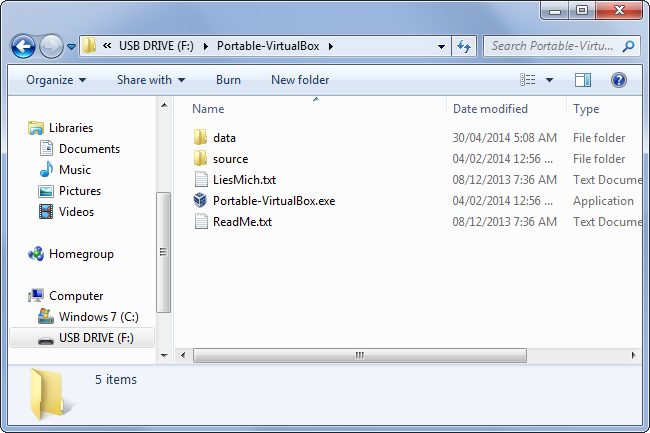 « USB DRIVE (F:) ▸ Portable-VirtualBox ▸
Search Portable-Virtu...
Organize Share with Burn New folder
Name Date modified Type
Libraries
Documents
Music
Pictures
Videos
Homegroup
Computer
Windows 7 (C:)
USB DRIVE (F:)
data 30/04/2014 5:08 AM File folder
source 04/02/2014 12:56 ... File folder
LiesMich.txt 08/12/2013 7:36 AM Text Docume
Portable-VirtualBox.exe 04/02/2014 12:56 ... Application
ReadMe.txt 08/12/2013 7:36 AM Text Docume
5 items